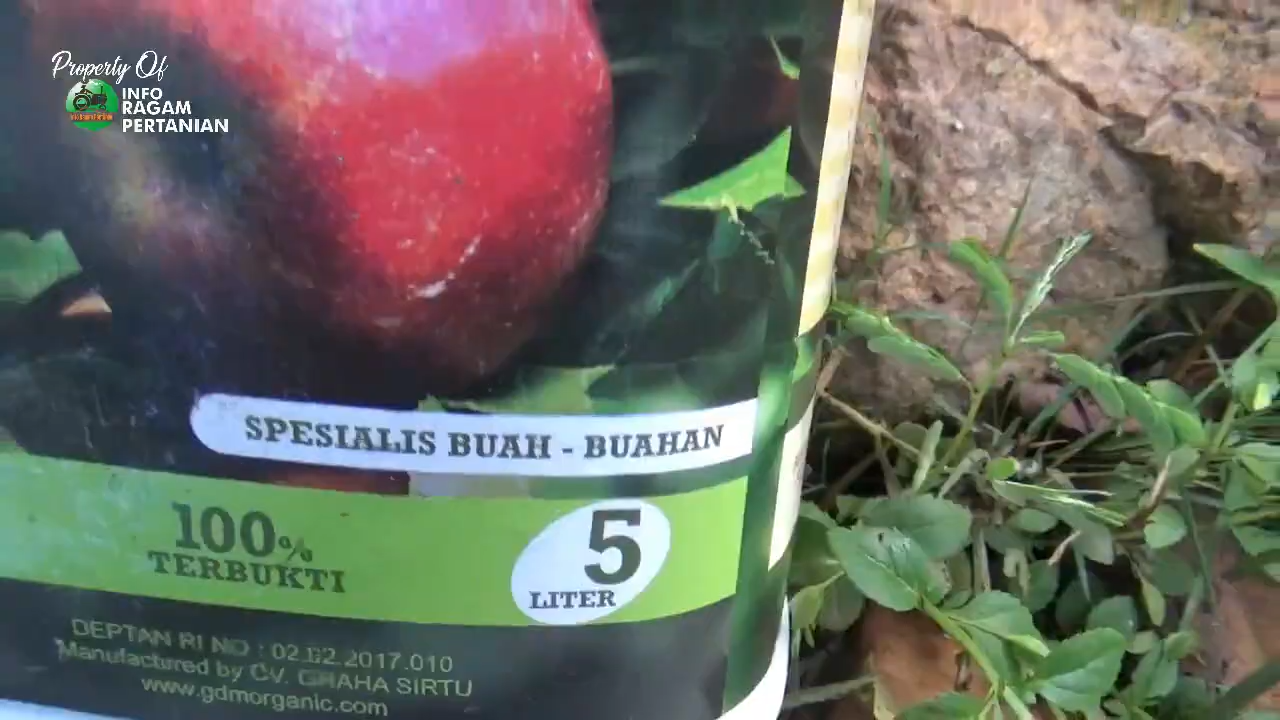 Property Of
INFO
RAGAM
PERTANIAN
SPESIALIS BUAH - BUAHAN
100%
TERBUKTI
5
LITER
DEPTAN RI NO : 02.02.2017.010
Manufactured by CV. GRAHA SIRTU
www.gdmorganic.com